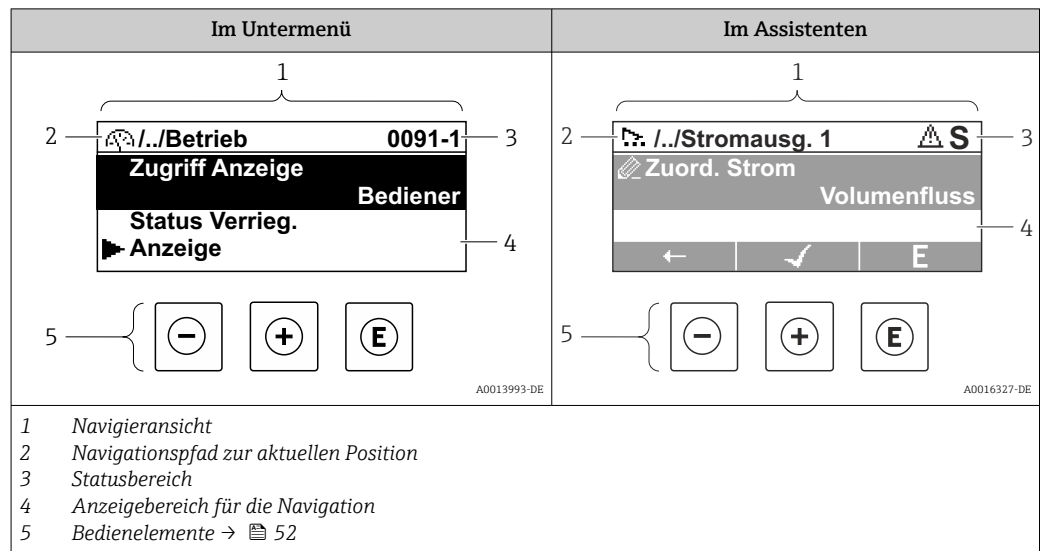 Im Untermenü
Im Assistenten
1
2
/../Betrieb 0091-1
3
Zugriff Anzeige
Bediener
Status Verrieg.
Anzeige
4
5
E
A0013993-DE
1
2
/../Stromausg. 1 S
3
Zuord. Strom
Volumenfluss
4
E
5
E
A0016327-DE
1 Navigieransicht
2 Navigationspfad zur aktuellen Position
3 Statusbereich
4 Anzeigebereich für die Navigation
5 Bedienelemente → 52